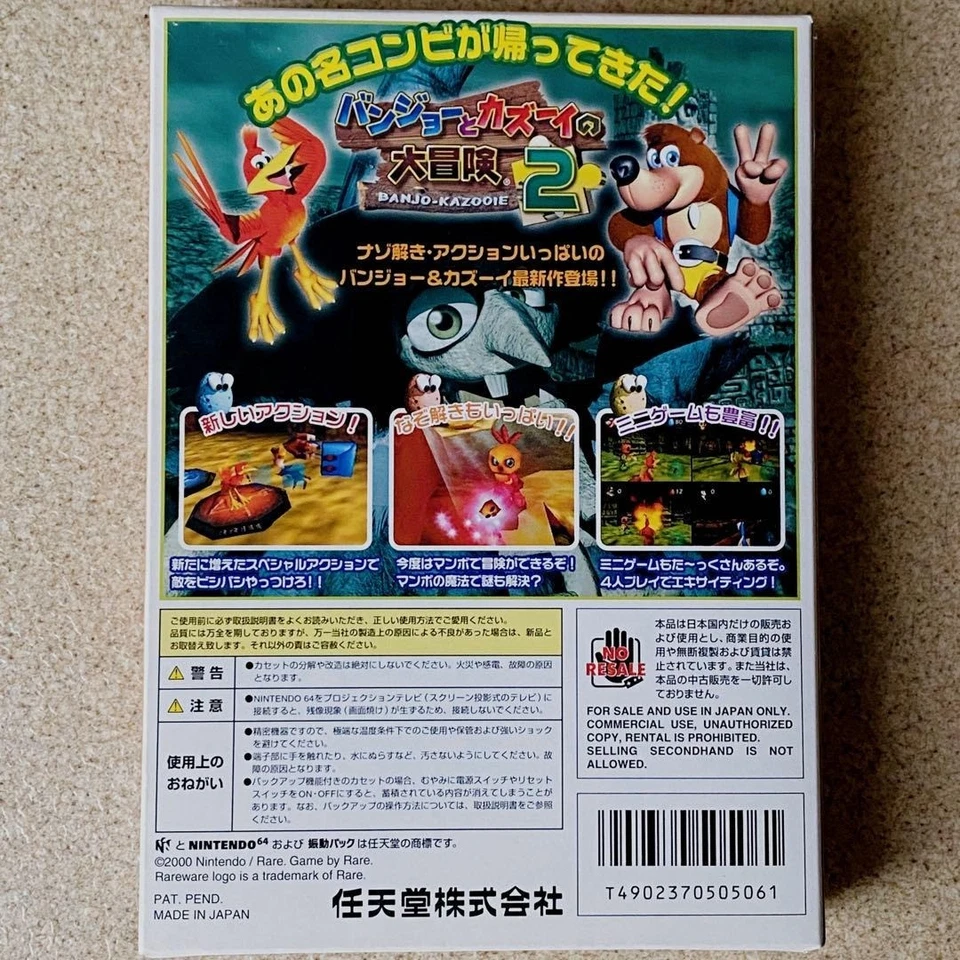 あの名コンビが帰ってきた!
バンジョーとカズーイの
大冒険® 2
BANJO-KAZOOIE
ナゾ解き・アクションいっぱいの
バンジョー&カズーイ最新作登場!!
新しいアクション!
なぞ解きもいっぱい?!
ミニゲームも豊富!!
新たに増えたスペシャルアクションで
敵をビシバシやっつけろ!!
今度はマンボで冒険ができるぞ!
マンボの魔法で謎も解決?
ミニゲームもた〜っくさんあるぞ。
4人プレイでエキサイティング!
ご使用前に必ず取扱説明書をよくお読みいただき、正しい使用方法でご愛用ください。
品質には万全を期しておりますが、万一当社の製造上の原因による不良があった場合は、新品と
お取替え致します。それ以外の責はご容赦ください。
警告
●カセットの分解や改造は絶対にしないでください。火災や感電、故障の原因
となります。
注意
●NINTENDO 64をプロジェクションテレビ(スクリーン投影式のテレビ)に
接続すると、残像現象(画面焼け)が生ずるため、接続しないでください。
使用上の
おねがい
●精密機器ですので、極端な温度条件下でのご使用や保管および強いショック
を避けてください。
●端子部に手を触れたり、水にぬらすなど、汚さないようにしてください。故
障の原因となります。
●バックアップ機能付きのカセットの場合、むやみに電源スイッチやリセット
スイッチをON・OFFにすると、蓄積されている内容が消えてしまうことが
あります。なお、バックアップの操作方法については、取扱説明書をご参照
ください。
NO
RESALE
本品は日本国内だけの販売お
よび使用とし、商業目的の使
用や無断複製および賃貸は禁
止されています。また当社は、
本品の中古販売を一切許可し
ておりません。
FOR SALE AND USE IN JAPAN ONLY.
COMMERCIAL USE, UNAUTHORIZED
COPY, RENTAL IS PROHIBITED.
SELLING SECONDHAND IS NOT
ALLOWED.
と NINTENDO64 および 振動パック は任天堂の商標です。
©2000 Nintendo / Rare. Game by Rare.
Rareware logo is a trademark of Rare.
PAT. PEND.
MADE IN JAPAN
任天堂株式会社
T4902370505061